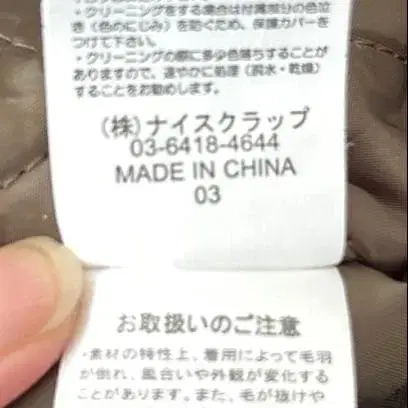 ・クリーニングをする場合は付属部分の色泣
き(色のにじみ)を防ぐため、保護カバーを
つけて下さい。
・クリーニングの際に多少色落ちすることが
ありますので、速やかに処理(脱水・乾燥)
することをお勧めします。
(株)ナイスクラップ
03-6418-4644
MADE IN CHINA
03
お取扱いのご注意
・素材の特性上、着用によって毛羽
が倒れ、風合いや外観が変化する
ことがあります。また、毛が抜けや